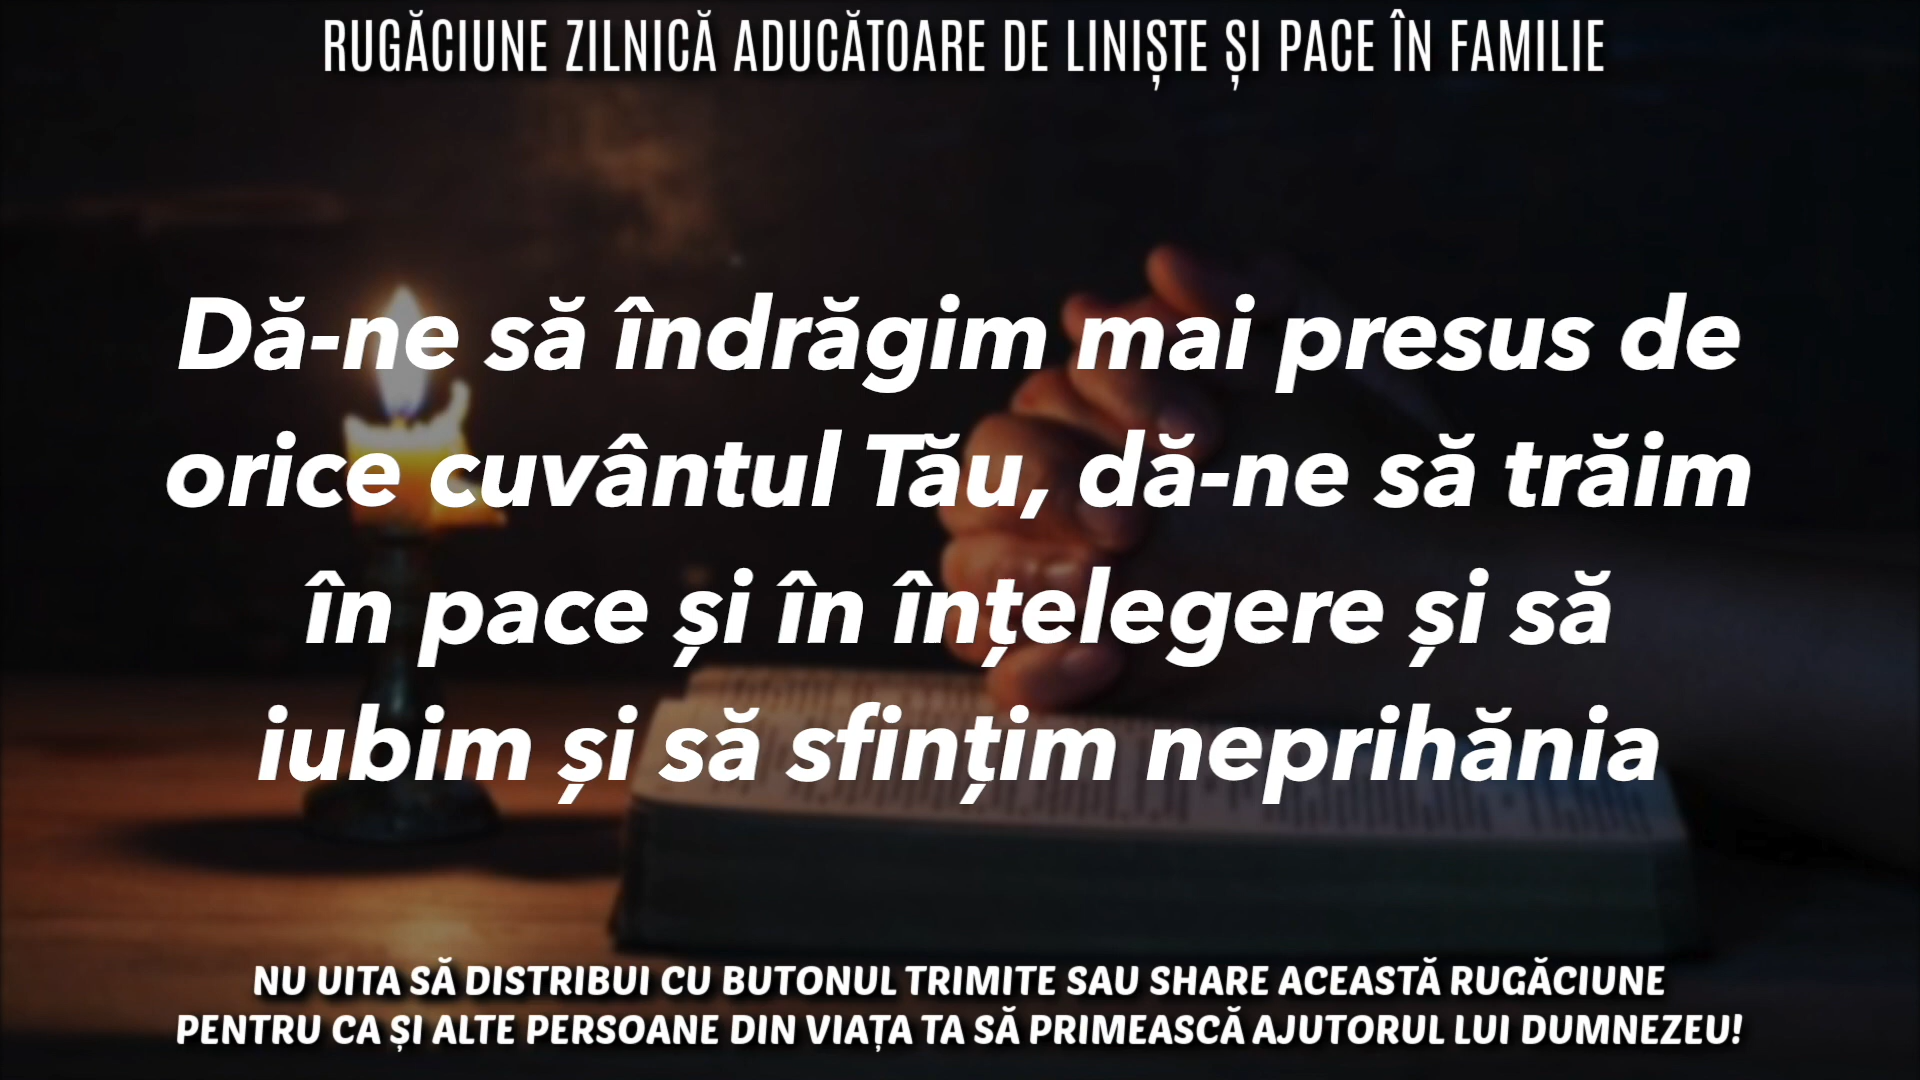 RUGĂCIUNE ZILNICĂ ADUCĂTOARE DE LINIȘTE ȘI PACE ÎN FAMILIE
Dă-ne să îndrăgim mai presus de
orice cuvântul Tău, dă-ne să trăim
în pace și în înțelegere și să
iubim și să sfințim neprihănia
NU UITA SĂ DISTRIBUI CU BUTONUL TRIMITE SAU SHARE ACEASTĂ RUGĂCIUNE
PENTRU CA ȘI ALTE PERSOANE DIN VIAȚA TA SĂ PRIMEASCĂ AJUTORUL LUI DUMNEZEU!